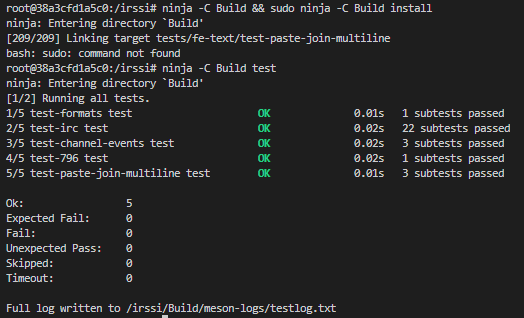 root@38a3cfd1a5c0:/irssi# ninja -C Build && sudo ninja -C Build install
ninja: Entering directory `Build'
[209/209] Linking target tests/fe-text/test-paste-join-multiline
bash: sudo: command not found
root@38a3cfd1a5c0:/irssi# ninja -C Build test
ninja: Entering directory `Build'
[1/2] Running all tests.
1/5 test-formats test OK 0.01s 1 subtests passed
2/5 test-irc test OK 0.02s 22 subtests passed
3/5 test-channel-events test OK 0.02s 3 subtests passed
4/5 test-796 test OK 0.02s 1 subtests passed
5/5 test-paste-join-multiline test OK 0.01s 3 subtests passed
Ok: 5
Expected Fail: 0
Fail: 0
Unexpected Pass: 0
Skipped: 0
Timeout: 0
Full log written to /irssi/Build/meson-logs/testlog.txt